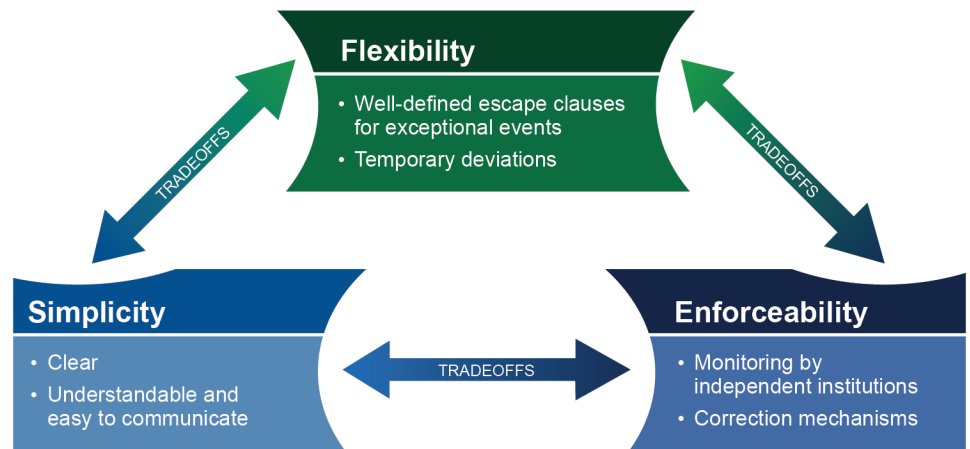 Flexibility
• Well-defined escape clauses
for exceptional events
• Temporary deviations
TRADEOFFS
TRADEOFFS
Simplicity
• Clear
• Understandable and
easy to communicate
TRADEOFFS
Enforceability
• Monitoring by
independent institutions
• Correction mechanisms